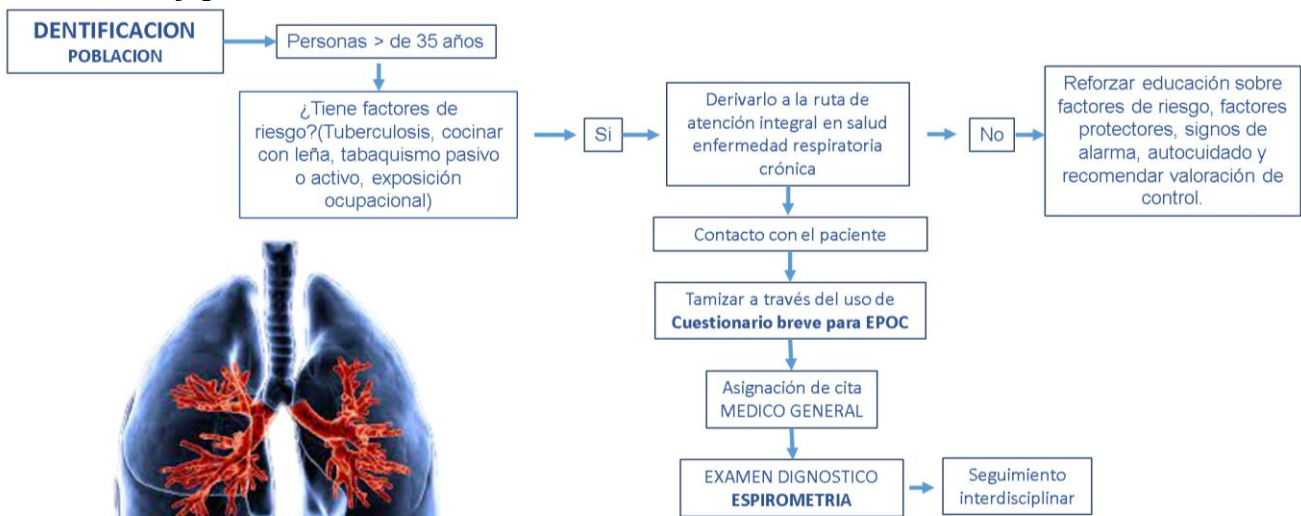 DENTIFICACION
POBLACION
Personas > de 35 años
¿Tiene factores de
riesgo?(Tuberculosis, cocinar
con leña, tabaquismo pasivo
o activo, exposición
ocupacional)
Si
Derivarlo a la ruta de
atención integral en salud
enfermedad respiratoria
crónica
No
Reforzar educación sobre
factores de riesgo, factores
protectores, signos de
alarma, autocuidado y
recomendar valoración de
control.
Contacto con el paciente
Tamizar a través del uso de
Cuestionario breve para EPOC
Asignación de cita
MEDICO GENERAL
EXAMEN DIGNOSTICO
ESPIROMETRIA
Seguimiento
interdisciplinar